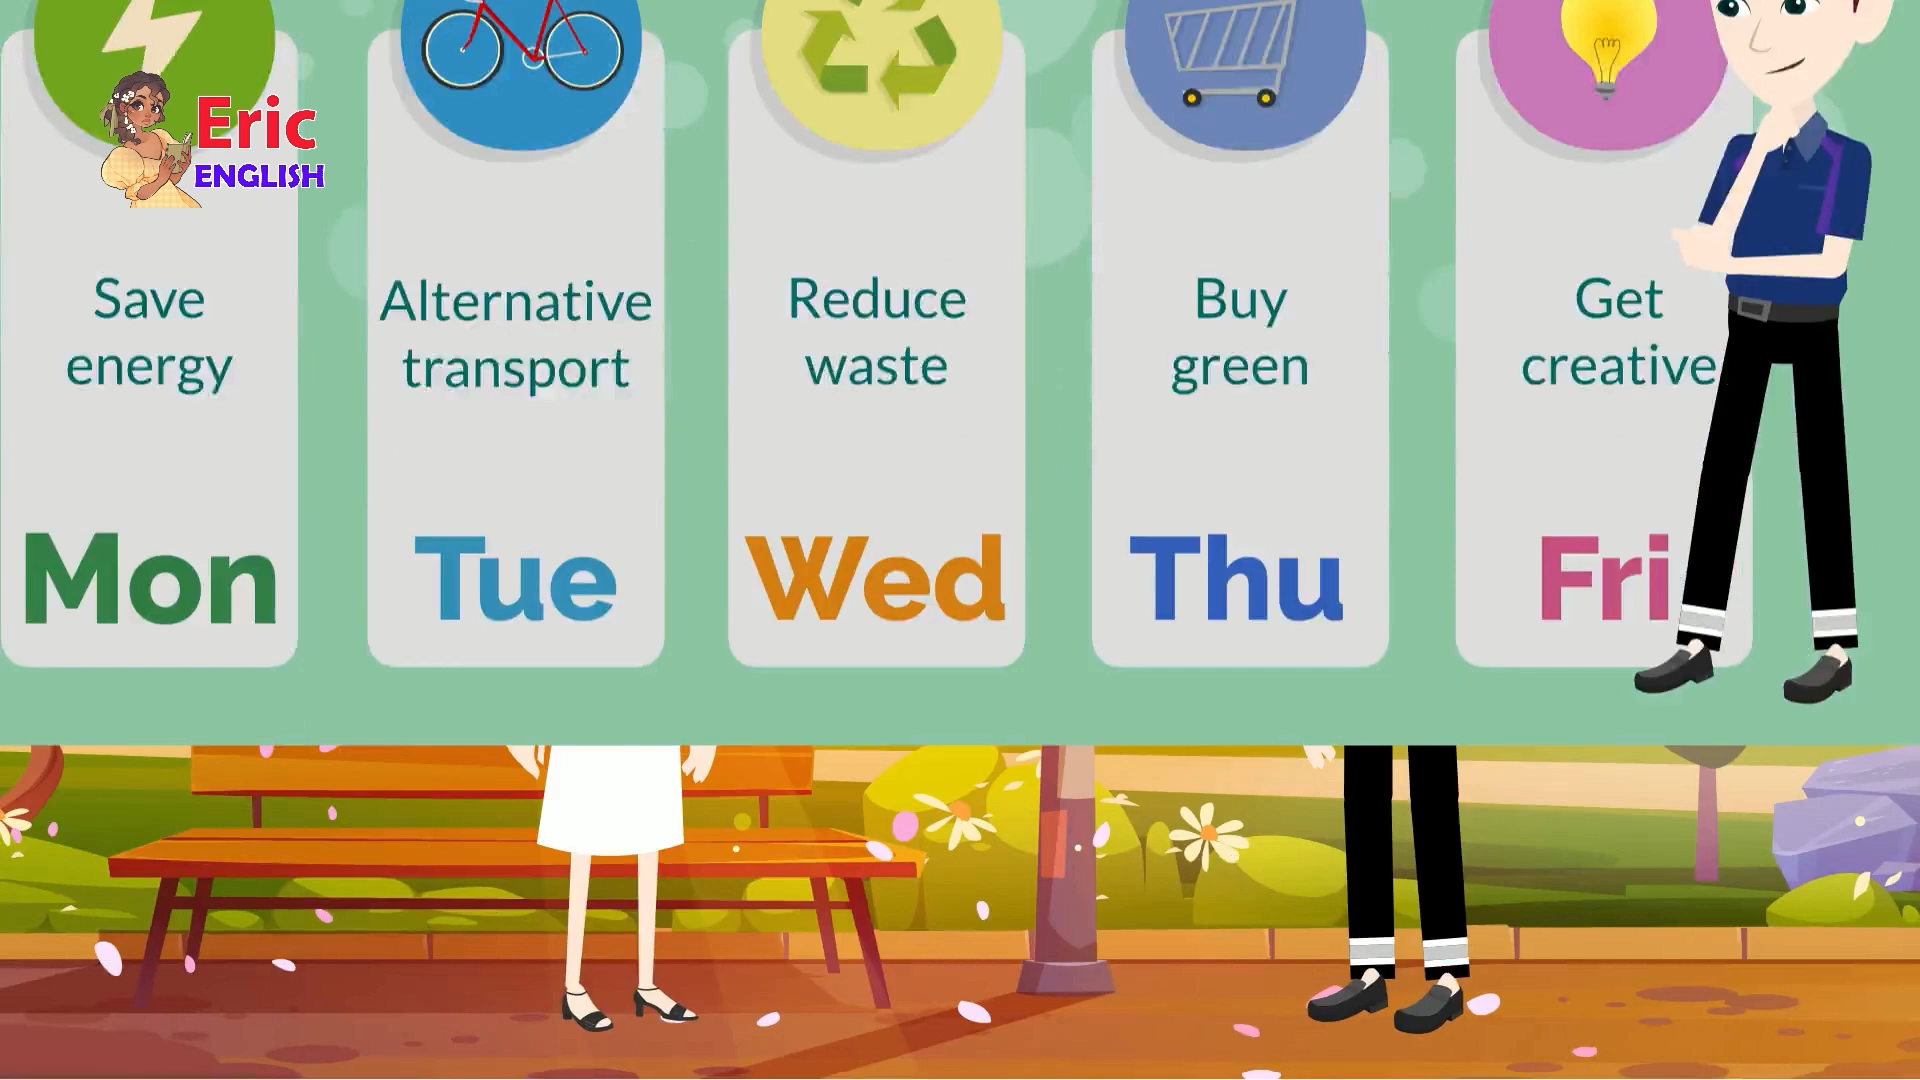 Eric
ENGLISH
Save
energy
Mon
Alternative
transport
Tue
Reduce
waste
Wed
Buy
green
Thu
Get
creative
Fri